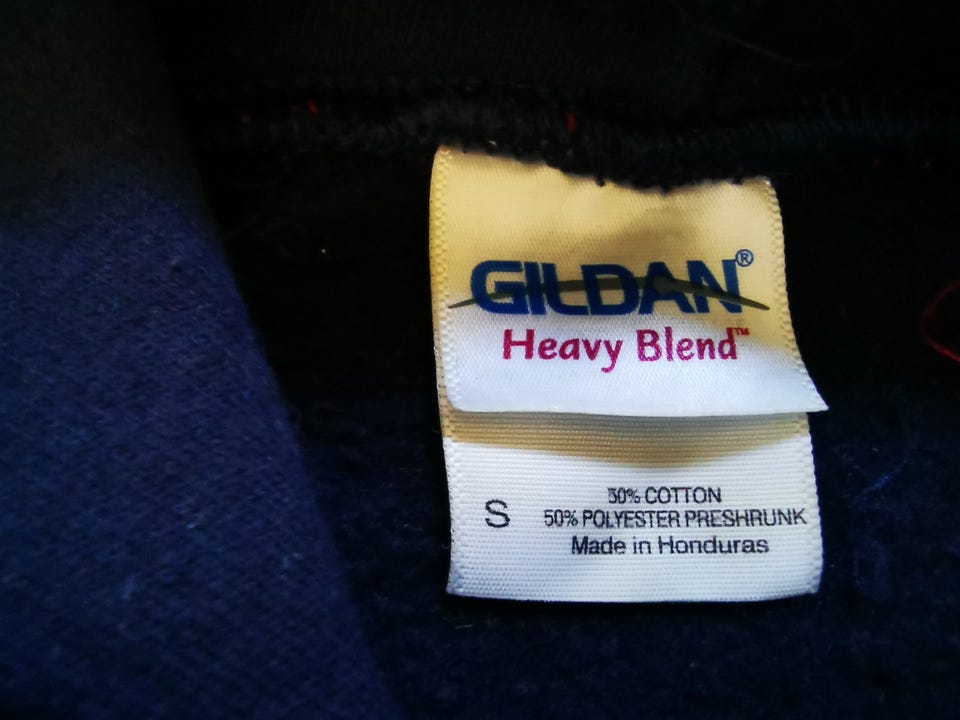 GILDAN®
Heavy Blend™
S
50% COTTON
50% POLYESTER PRESHRUNK
Made in Honduras